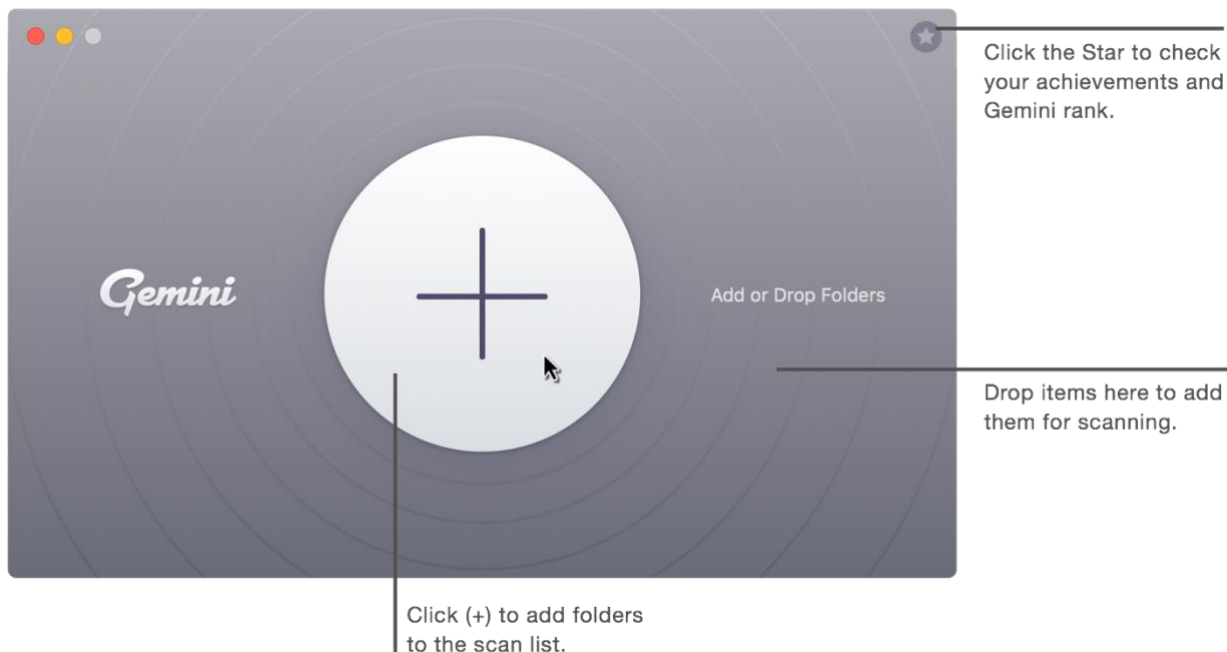 Click the Star to check
your achievements and
Gemini rank.
Gemini
Add or Drop Folders
Drop items here to add
them for scanning.
Click (+) to add folders
to the scan list.